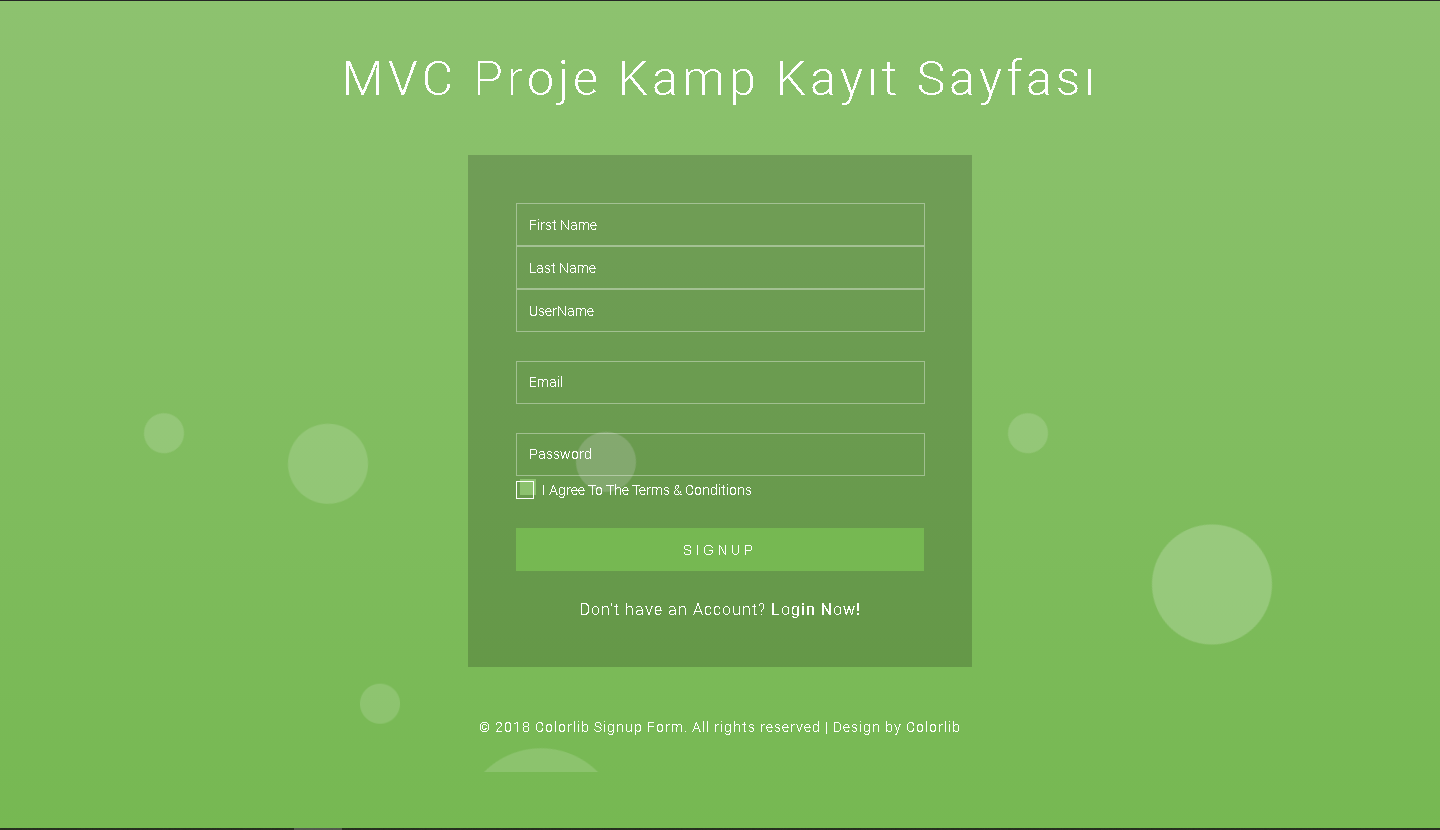 MVC Proje Kamp Kayıt Sayfası
First Name
Last Name
UserName
Email
Password
I Agree To The Terms & Conditions
SIGNUP
Don't have an Account? Login Now!
© 2018 Colorlib Signup Form. All rights reserved | Design by Colorlib